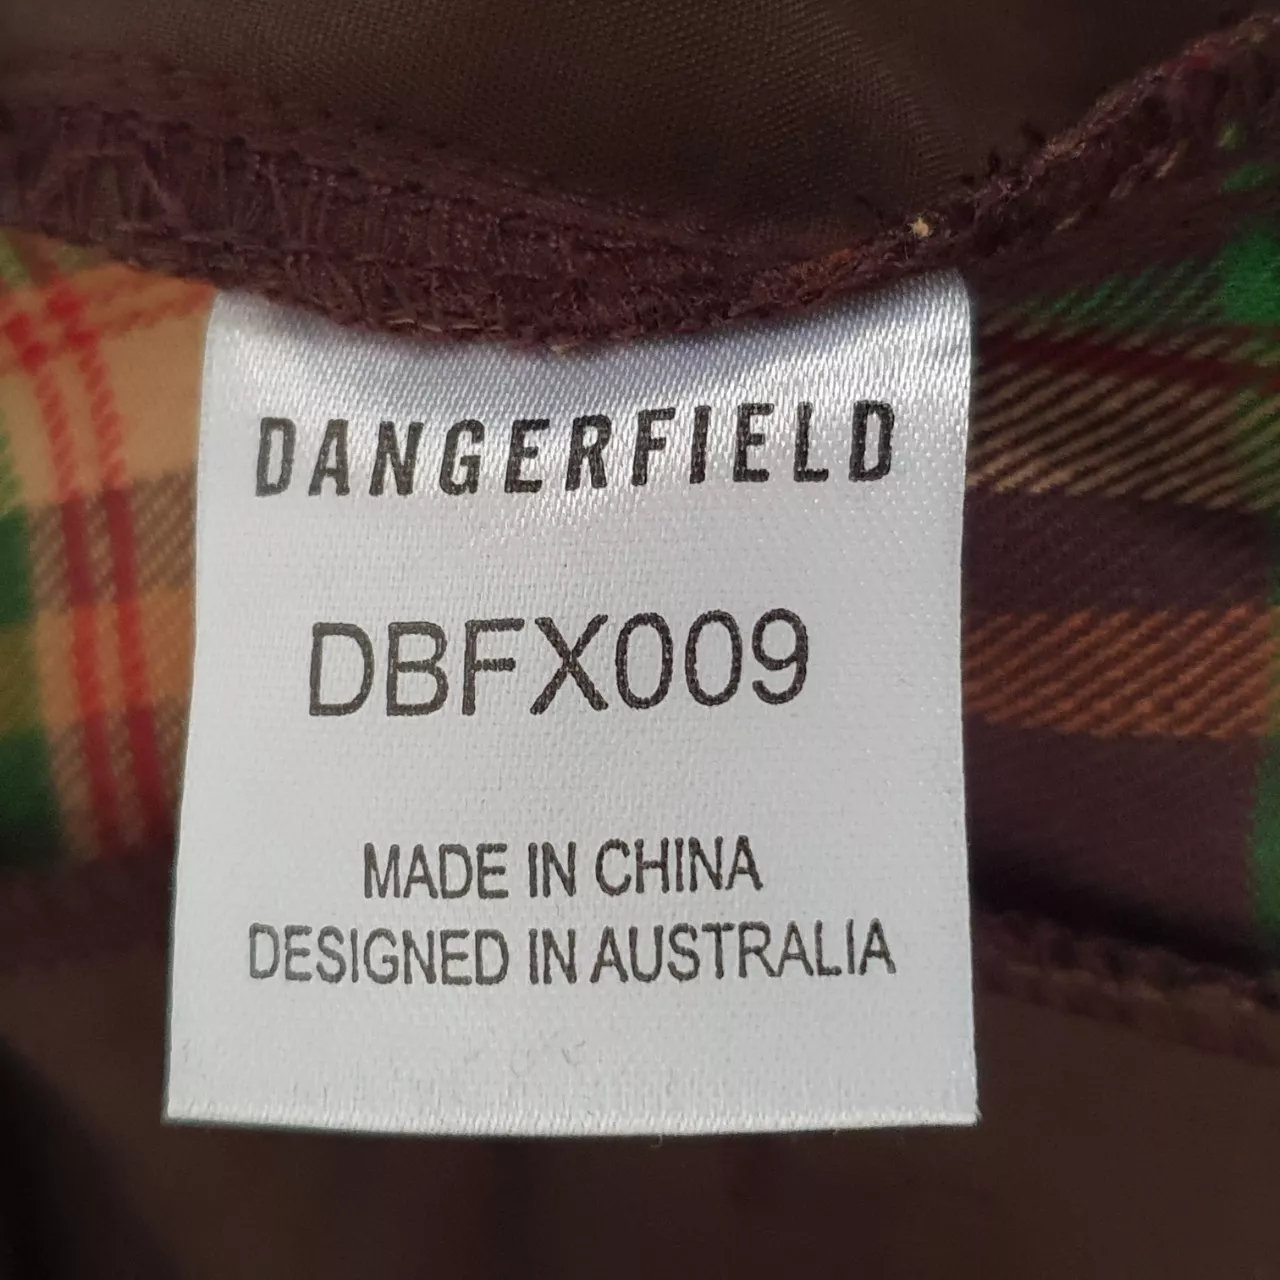 DANGERFIELD
DBFX009
MADE IN CHINA
DESIGNED IN AUSTRALIA